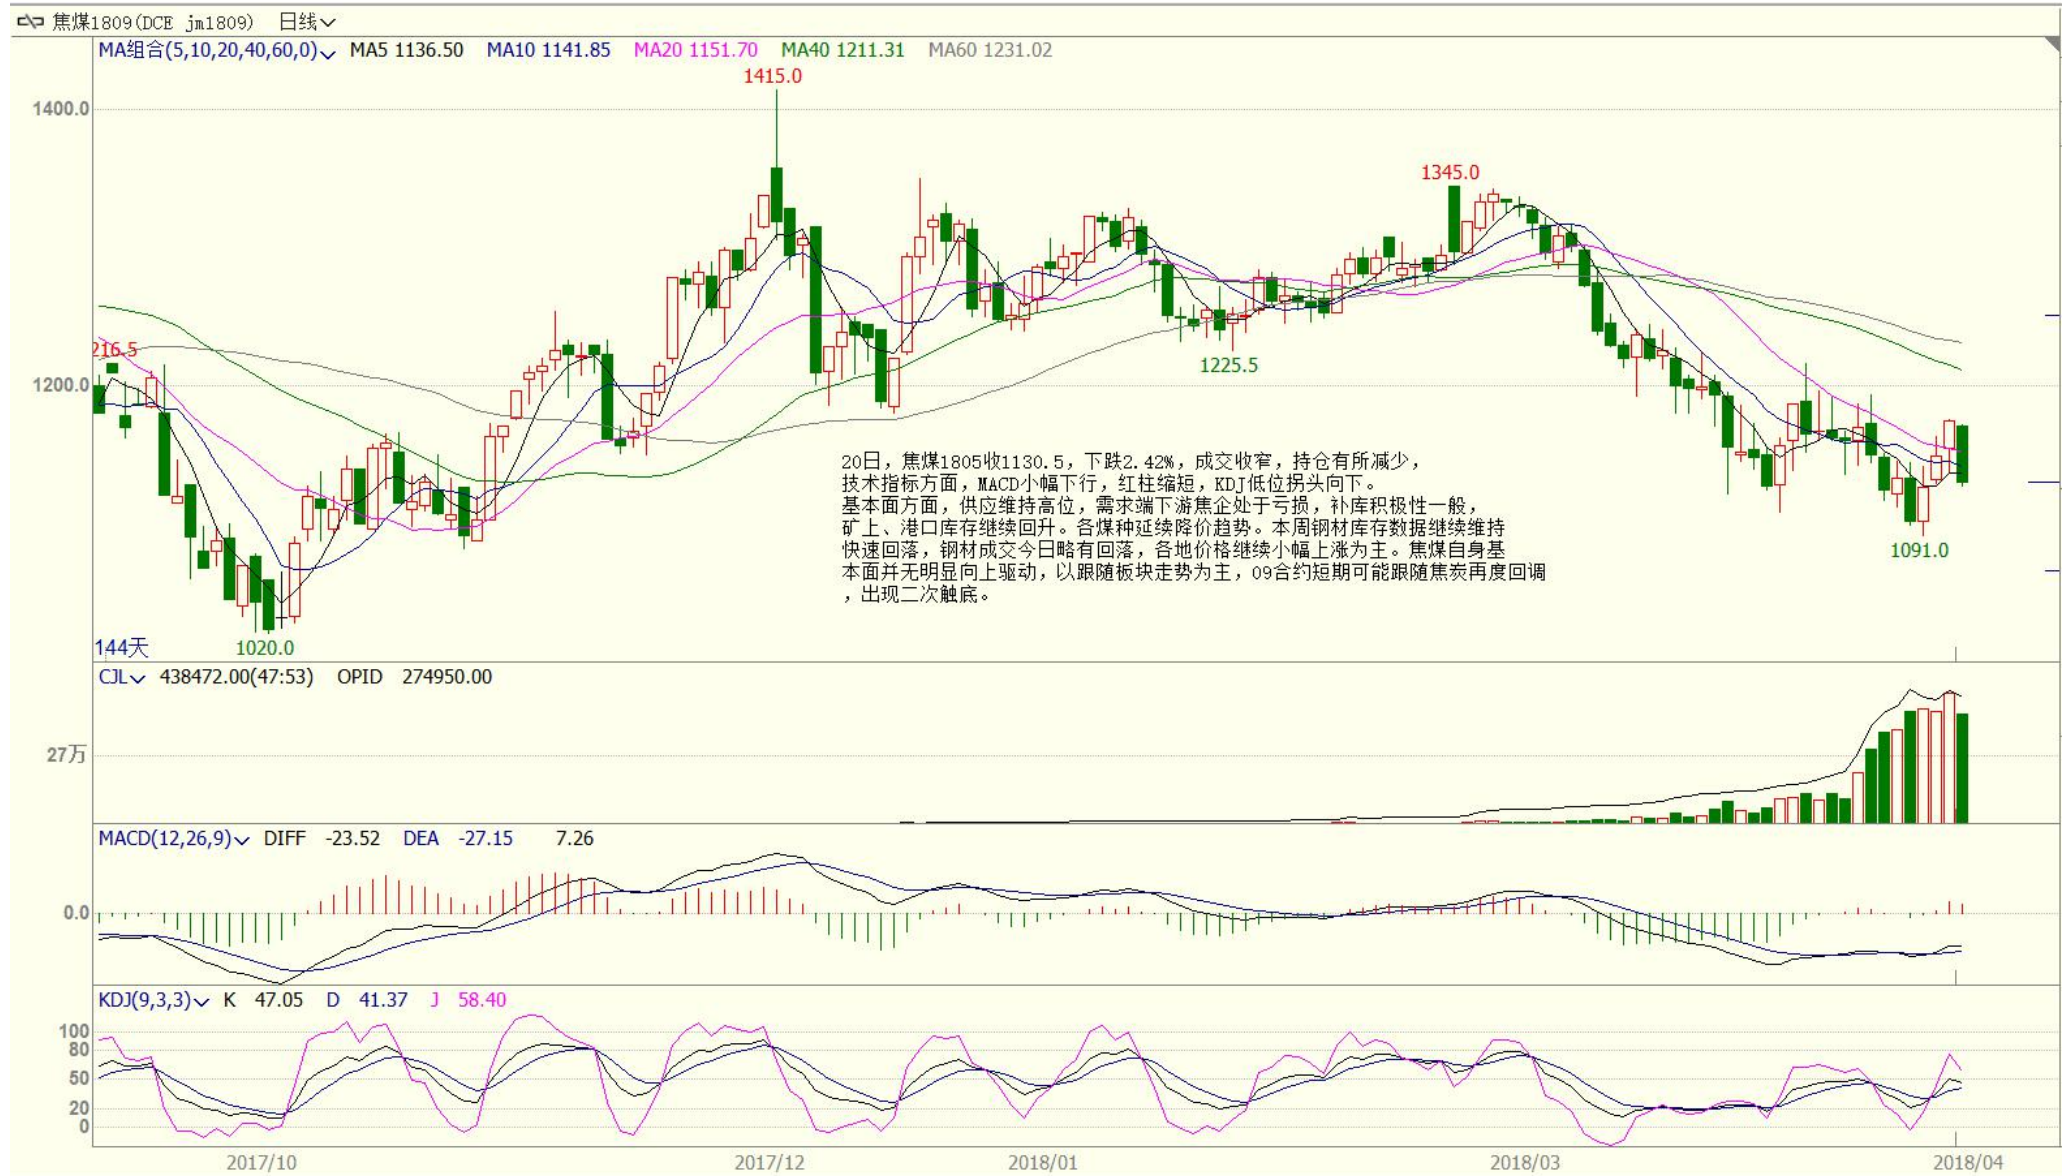 焦煤1809(DCE jm1809) 日线
MA组合(5,10,20,40,60,0) MA5 1136.50 MA10 1141.85 MA20 1151.70 MA40 1211.31 MA60 1231.02
1415.0
1400.0
1345.0
216.5
1225.5
1200.0
20日，焦煤1805收1130.5，下跌2.42%，成交收窄，持仓有所减少，
技术指标方面，MACD小幅下行，红柱缩短，KDJ低位拐头向下。
基本面方面，供应维持高位，需求端下游焦企处于亏损，补库积极性一般，
矿上、港口库存继续回升。各煤种延续降价趋势。本周钢材库存数据继续维持
快速回落，钢材成交今日略有回落，各地价格继续小幅上涨为主。焦煤自身基
本面并无明显向上驱动，以跟随板块走势为主，09合约短期可能跟随焦炭再度回调
，出现二次触底。
1091.0
144天
1020.0
CJL 438472.00(47:53) OPID 274950.00
27万
MACD(12,26,9) DIFF -23.52 DEA -27.15 7.26
0.0
KDJ(9,3,3) K 47.05 D 41.37 J 58.40
100
80
50
20
0
2017/10 2017/12 2018/01 2018/03 2018/04